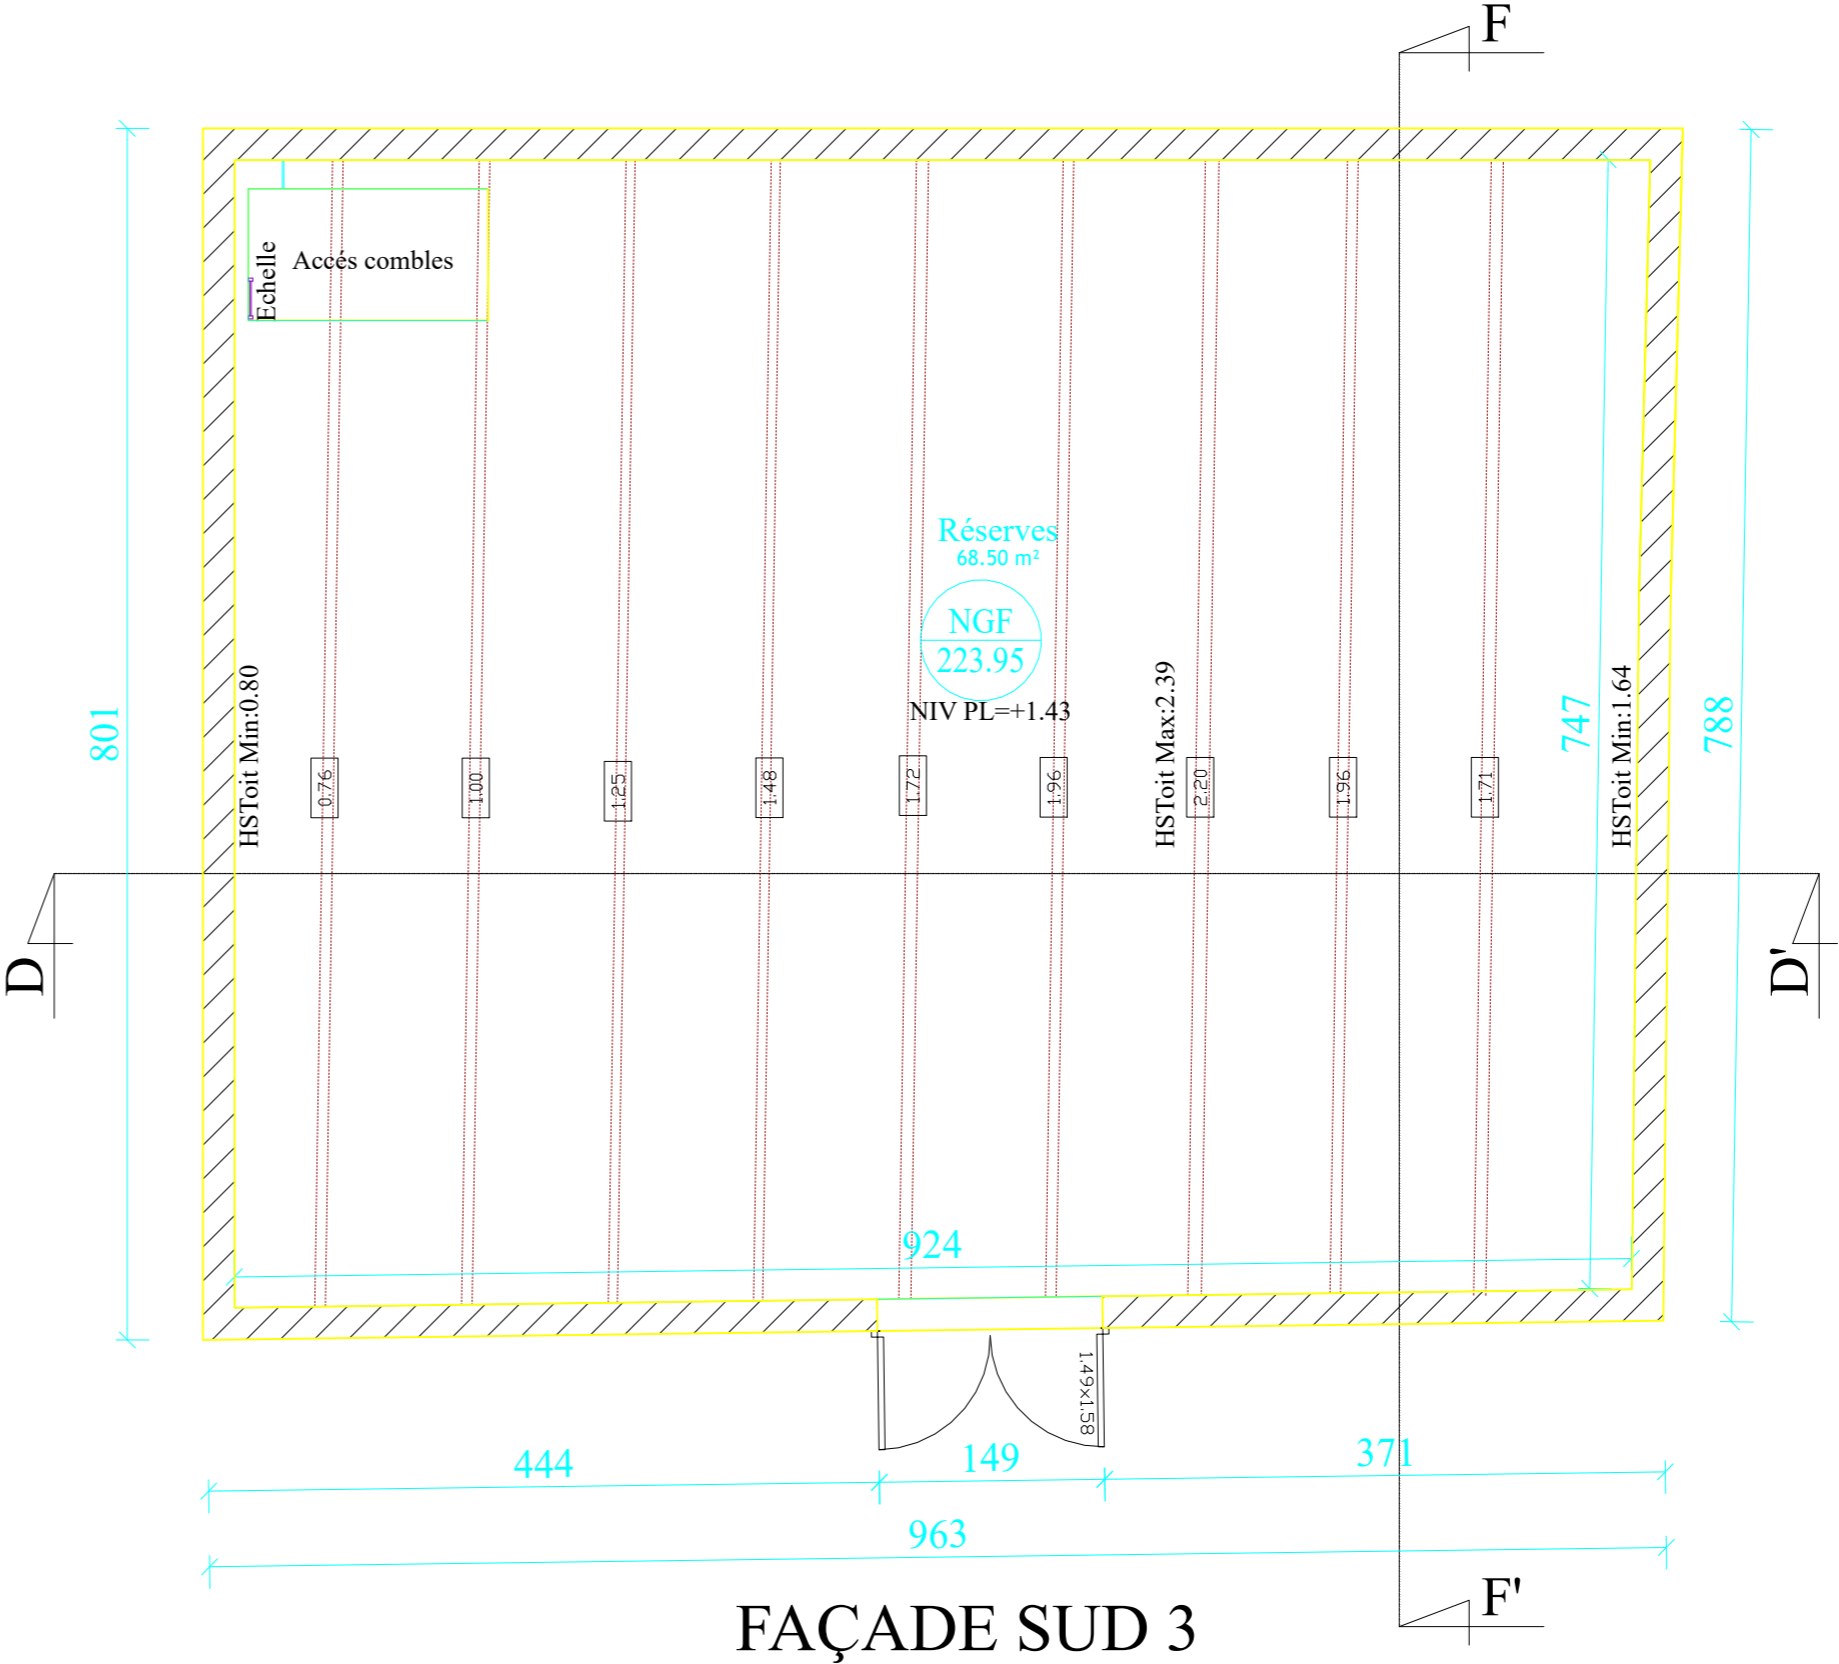 F
Accés combles
Echelle
Réserves
68.50 m²
NGF
223.95
NIV PL=+1.43
HSToit Min:0.80
HSToit Max:2.39
HSToit Min:1.64
801
747
788
0.76
1.00
1.25
1.48
1.72
1.96
2.20
1.96
1.71
D
D'
924
1.49×1.58
444
149
371
963
F'
FAÇADE SUD 3